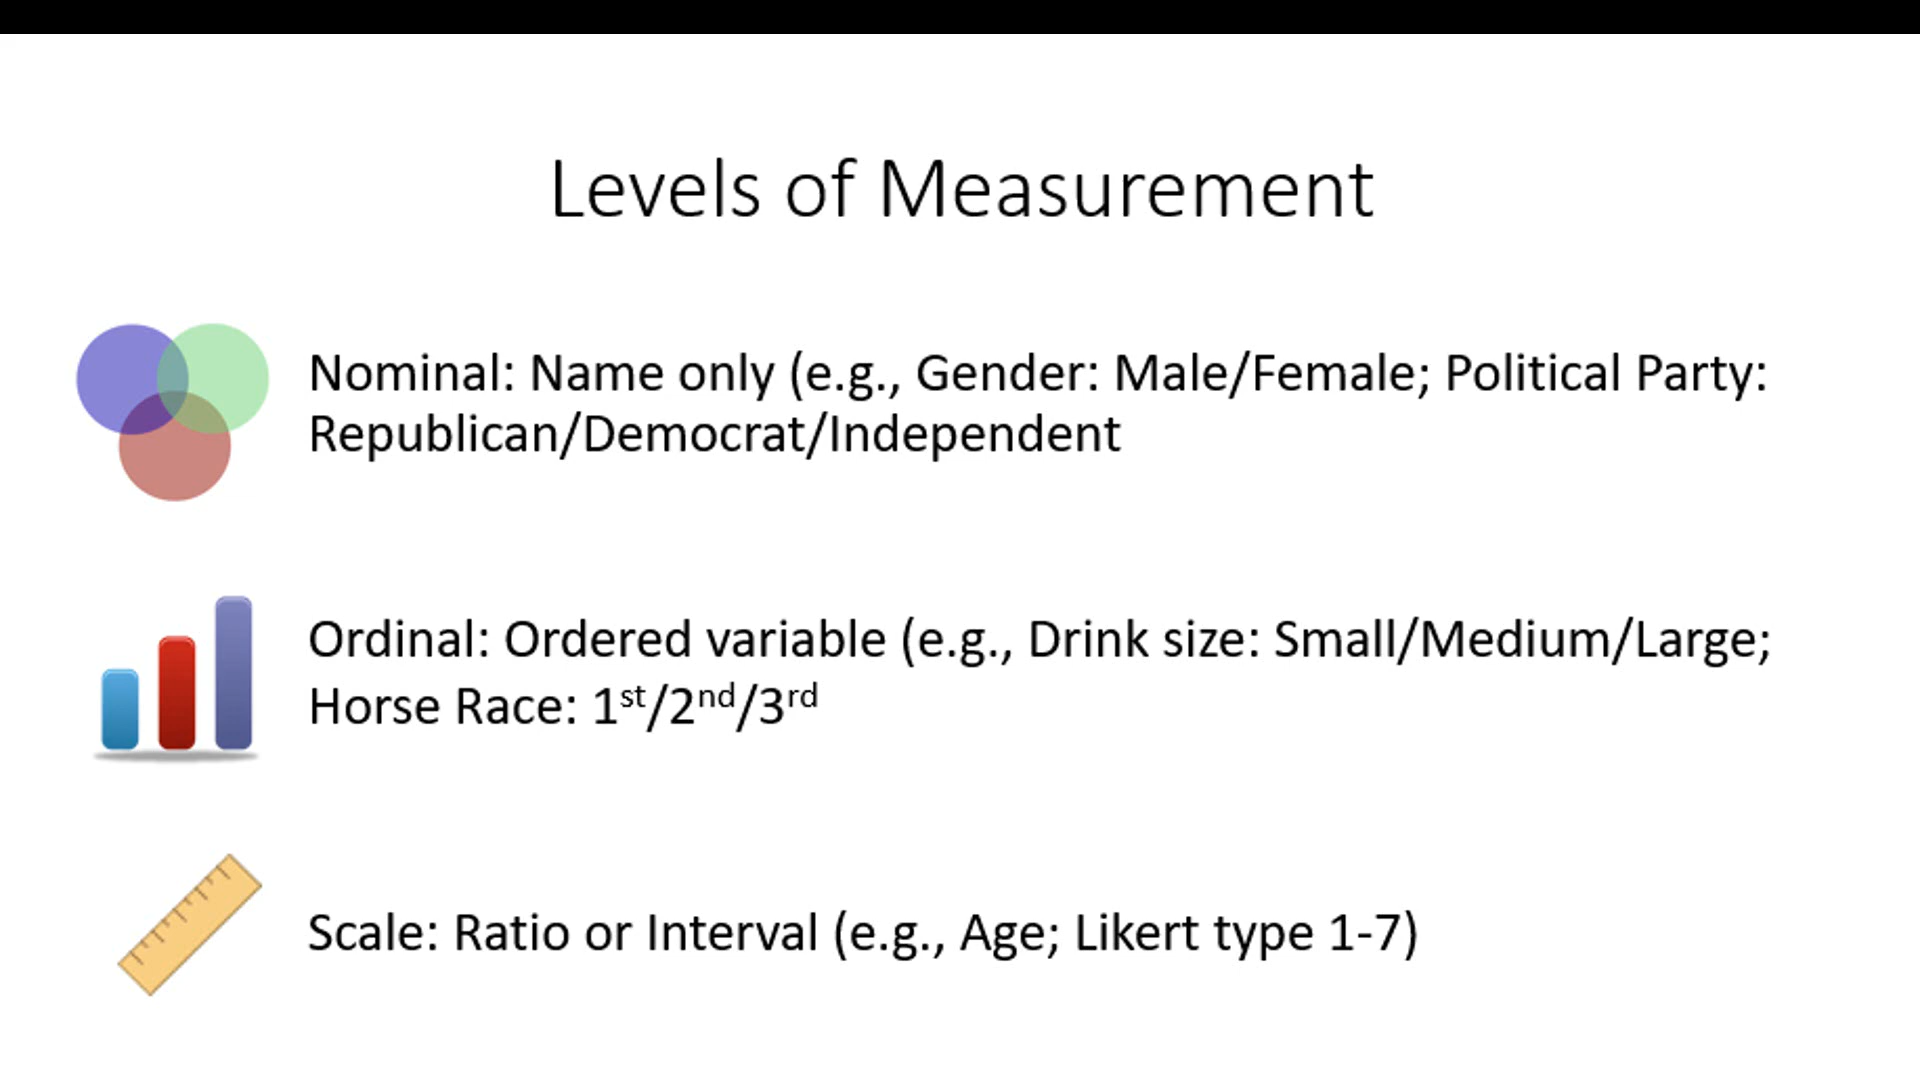 Levels of Measurement
Nominal: Name only (e.g., Gender: Male/Female; Political Party:
Republican/Democrat/Independent
Ordinal: Ordered variable (e.g., Drink size: Small/Medium/Large;
Horse Race: 1st/2nd/3rd
Scale: Ratio or Interval (e.g., Age; Likert type 1-7)